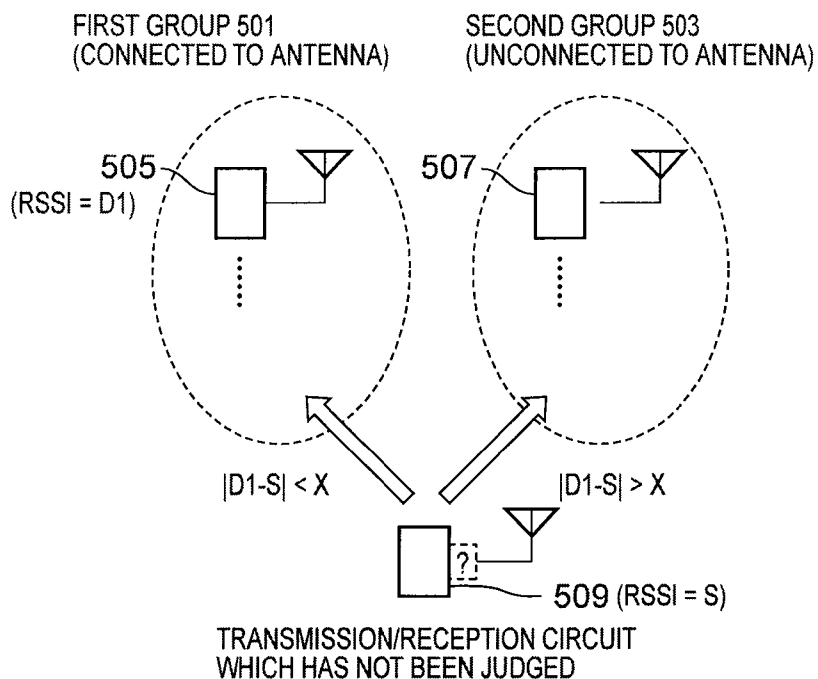 FIRST GROUP 501
(CONNECTED TO ANTENNA)
SECOND GROUP 503
(UNCONNECTED TO ANTENNA)
505
(RSSI = D1)
507
|D1-S| < X
|D1-S| > X
?
509 (RSSI = S)
TRANSMISSION/RECEPTION CIRCUIT
WHICH HAS NOT BEEN JUDGED